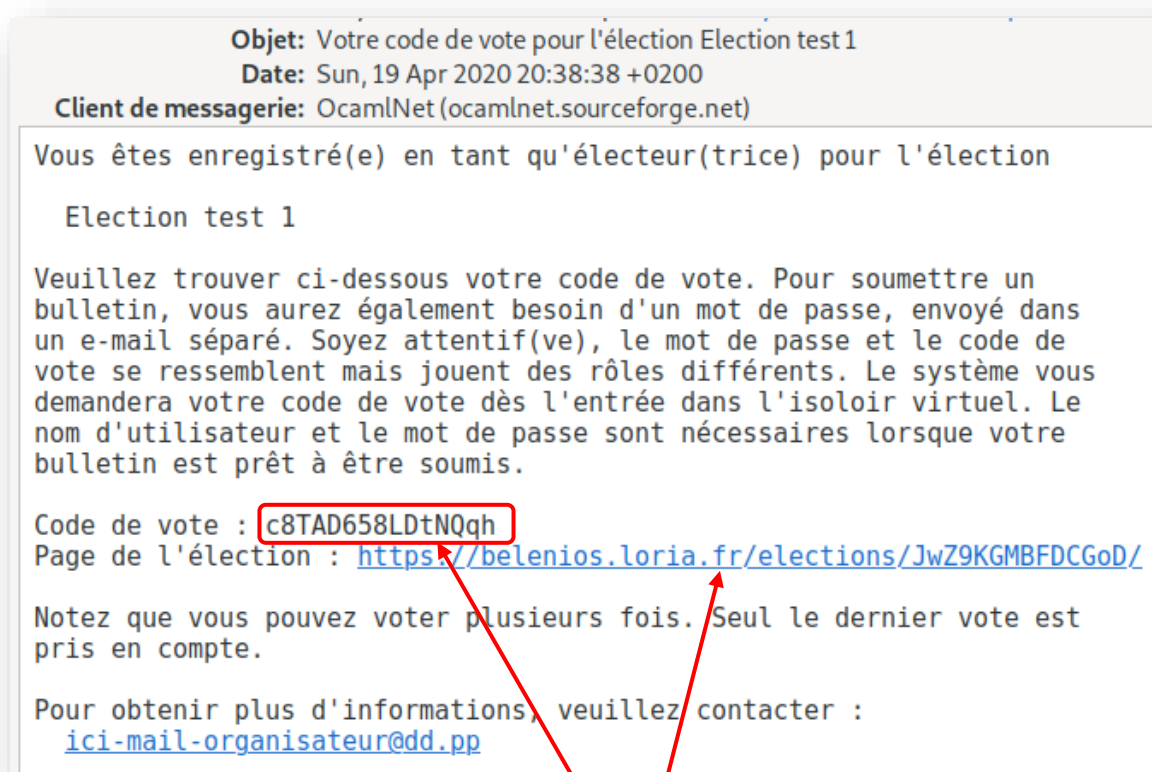 Objet: Votre code de vote pour l'élection Election test 1
Date: Sun, 19 Apr 2020 20:38:38 +0200
Client de messagerie: OcamlNet (ocamlnet.sourceforge.net)
Vous êtes enregistré(e) en tant qu'électeur(trice) pour l'élection
Election test 1
Veuillez trouver ci-dessous votre code de vote. Pour soumettre un
bulletin, vous aurez également besoin d'un mot de passe, envoyé dans
un e-mail séparé. Soyez attentif(ve), le mot de passe et le code de
vote se ressemblent mais jouent des rôles différents. Le système vous
demandera votre code de vote dès l'entrée dans l'isoloir virtuel. Le
nom d'utilisateur et le mot de passe sont nécessaires lorsque votre
bulletin est prêt à être soumis.
Code de vote : c8TAD658LDtNQqh
Page de l'élection : https://belenios.loria.fr/elections/JwZ9KGMBFDCGoD/
Notez que vous pouvez voter plusieurs fois. Seul le dernier vote est
pris en compte.
Pour obtenir plus d'informations, veuillez contacter :
ici-mail-organisateur@dd.pp